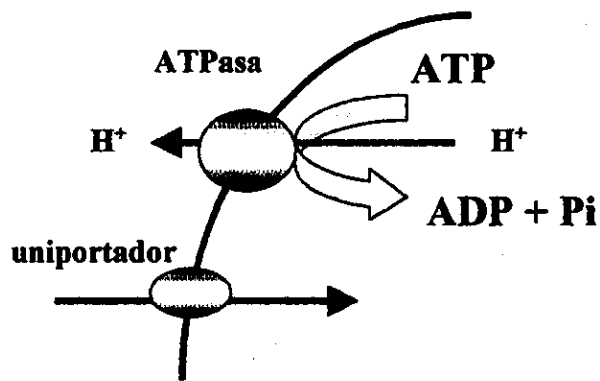 ATPasa
ATP
H⁺
H⁺
ADP + Pi
uniportador